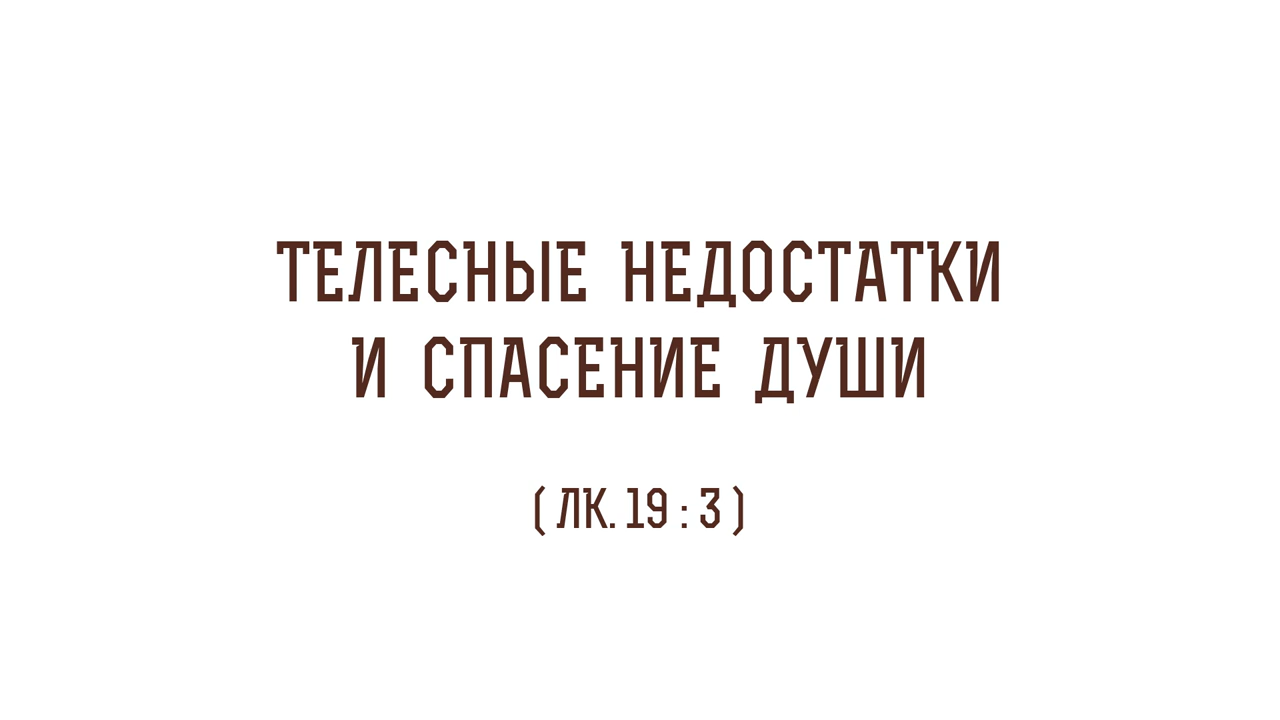 ТЕЛЕСНЫЕ НЕДОСТАТКИ
И СПАСЕНИЕ ДУШИ
(ЛК. 19:3)